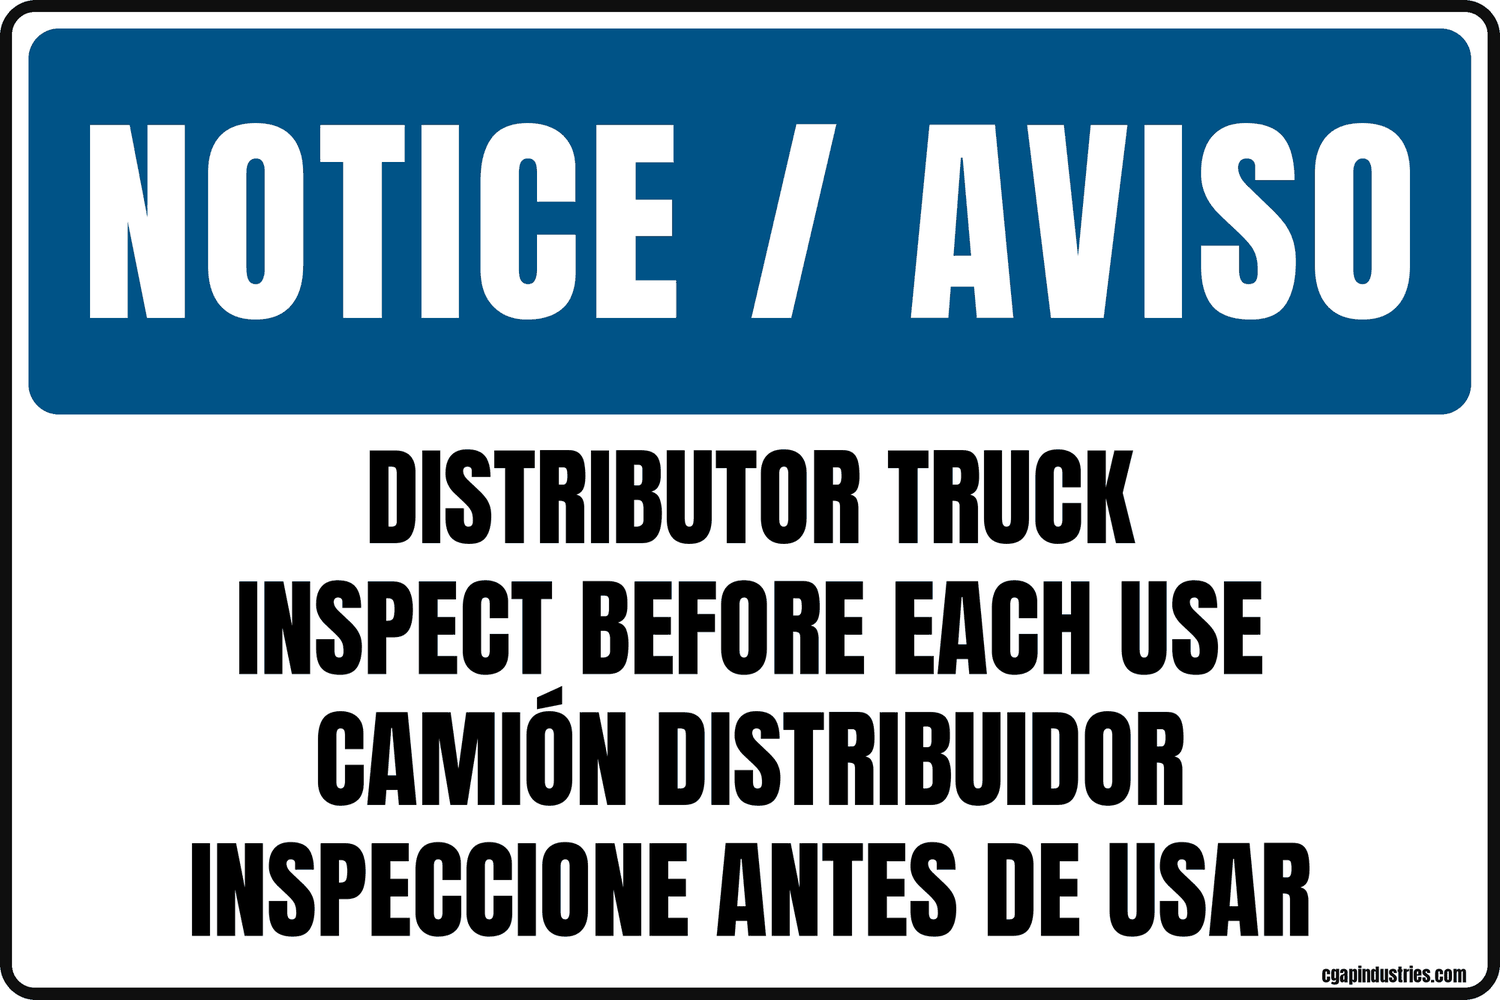 NOTICE / AVISO
DISTRIBUTOR TRUCK
INSPECT BEFORE EACH USE
CAMIÓN DISTRIBUIDOR
INSPECCIONE ANTES DE USAR
cgapindustries.com